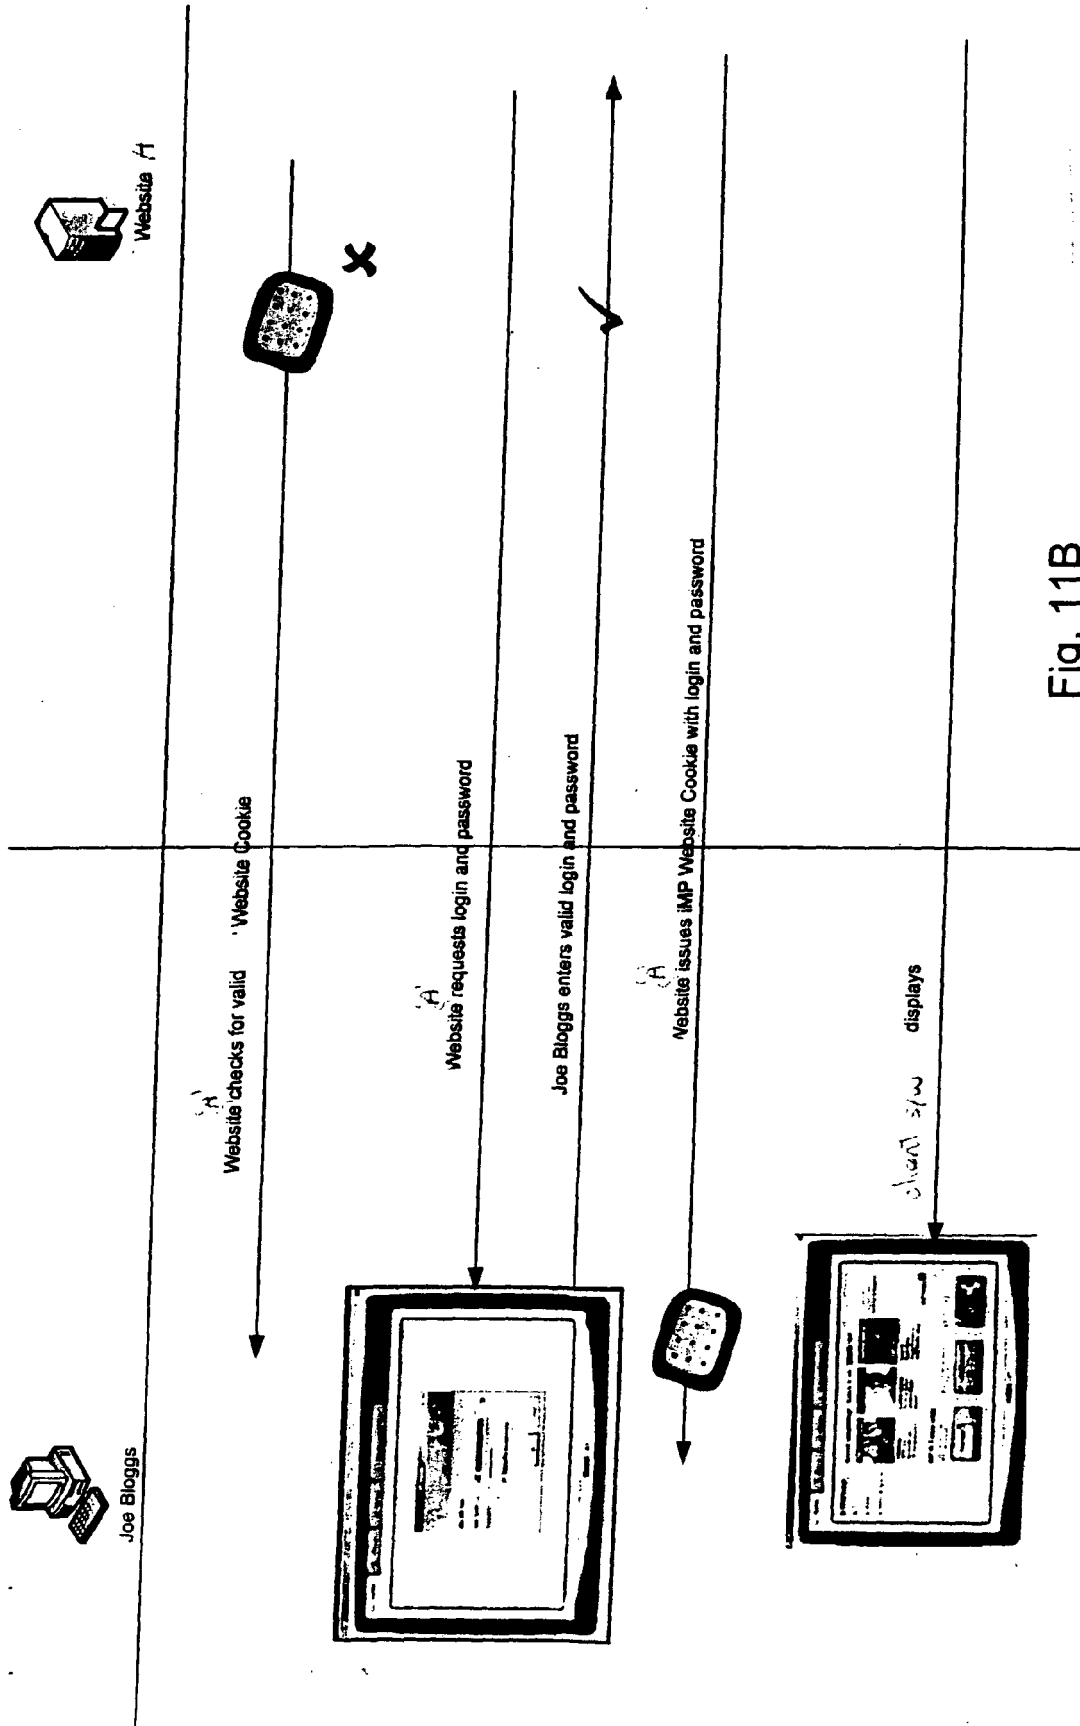 Joe Bloggs
Website A
'A'
Website checks for valid ' Website Cookie
x
'A'
Website requests login and password
Joe Bloggs enters valid login and password
'A'
Website issues iMP Website Cookie with login and password
client s/w displays
Fig. 11B